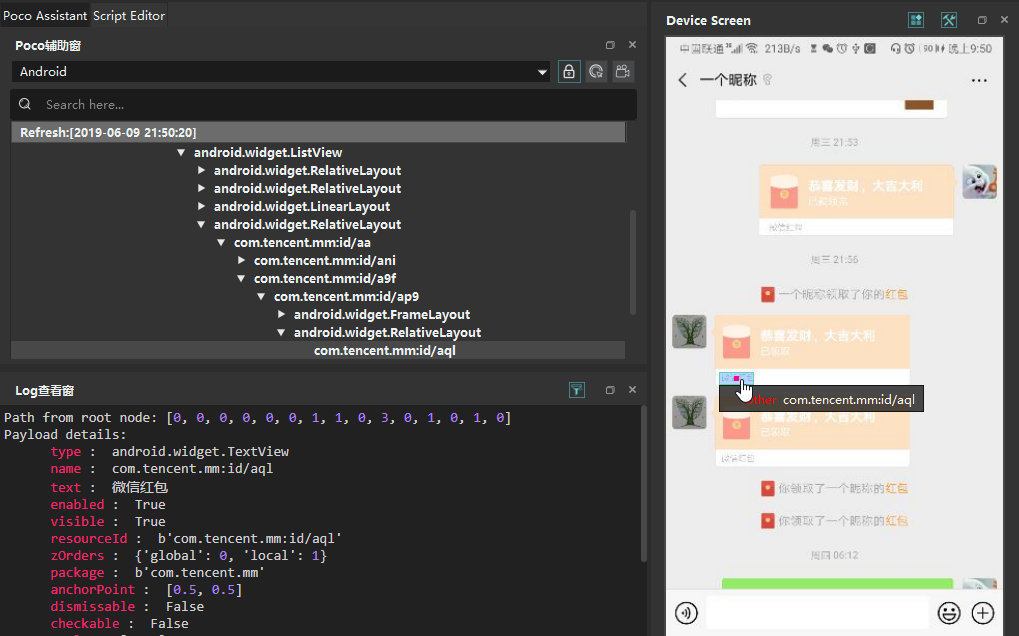 Poco Assistant Script Editor
Poco辅助窗
Android
Search here...
Refresh:[2019-06-09 21:50:20]
android.widget.ListView
android.widget.RelativeLayout
android.widget.RelativeLayout
android.widget.LinearLayout
android.widget.RelativeLayout
com.tencent.mm:id/aa
com.tencent.mm:id/ani
com.tencent.mm:id/a9f
com.tencent.mm:id/ap9
android.widget.FrameLayout
android.widget.RelativeLayout
com.tencent.mm:id/aql
Log查看窗
Path from root node: [0, 0, 0, 0, 0, 0, 1, 1, 0, 3, 0, 1, 0, 1, 0]
Payload details:
type : android.widget.TextView
name : com.tencent.mm:id/aql
text : 微信红包
enabled : True
visible : True
resourceId : b'com.tencent.mm:id/aql'
zOrders : {'global': 0, 'local': 1}
package : b'com.tencent.mm'
anchorPoint : [0.5, 0.5]
dismissable : False
checkable : False
Device Screen
中国联通 213B/s 90 晚上9:50
一个昵称
周三 21:53
恭喜发财，大吉大利
微信红包
周三 21:56
一个昵称领取了你的红包
恭喜发财，大吉大利
已领取
com.tencent.mm:id/aql
恭喜发财，大吉大利
已领取
微信红包
你领取了一个昵称的红包
你领取了一个昵称的红包
周四 06:12